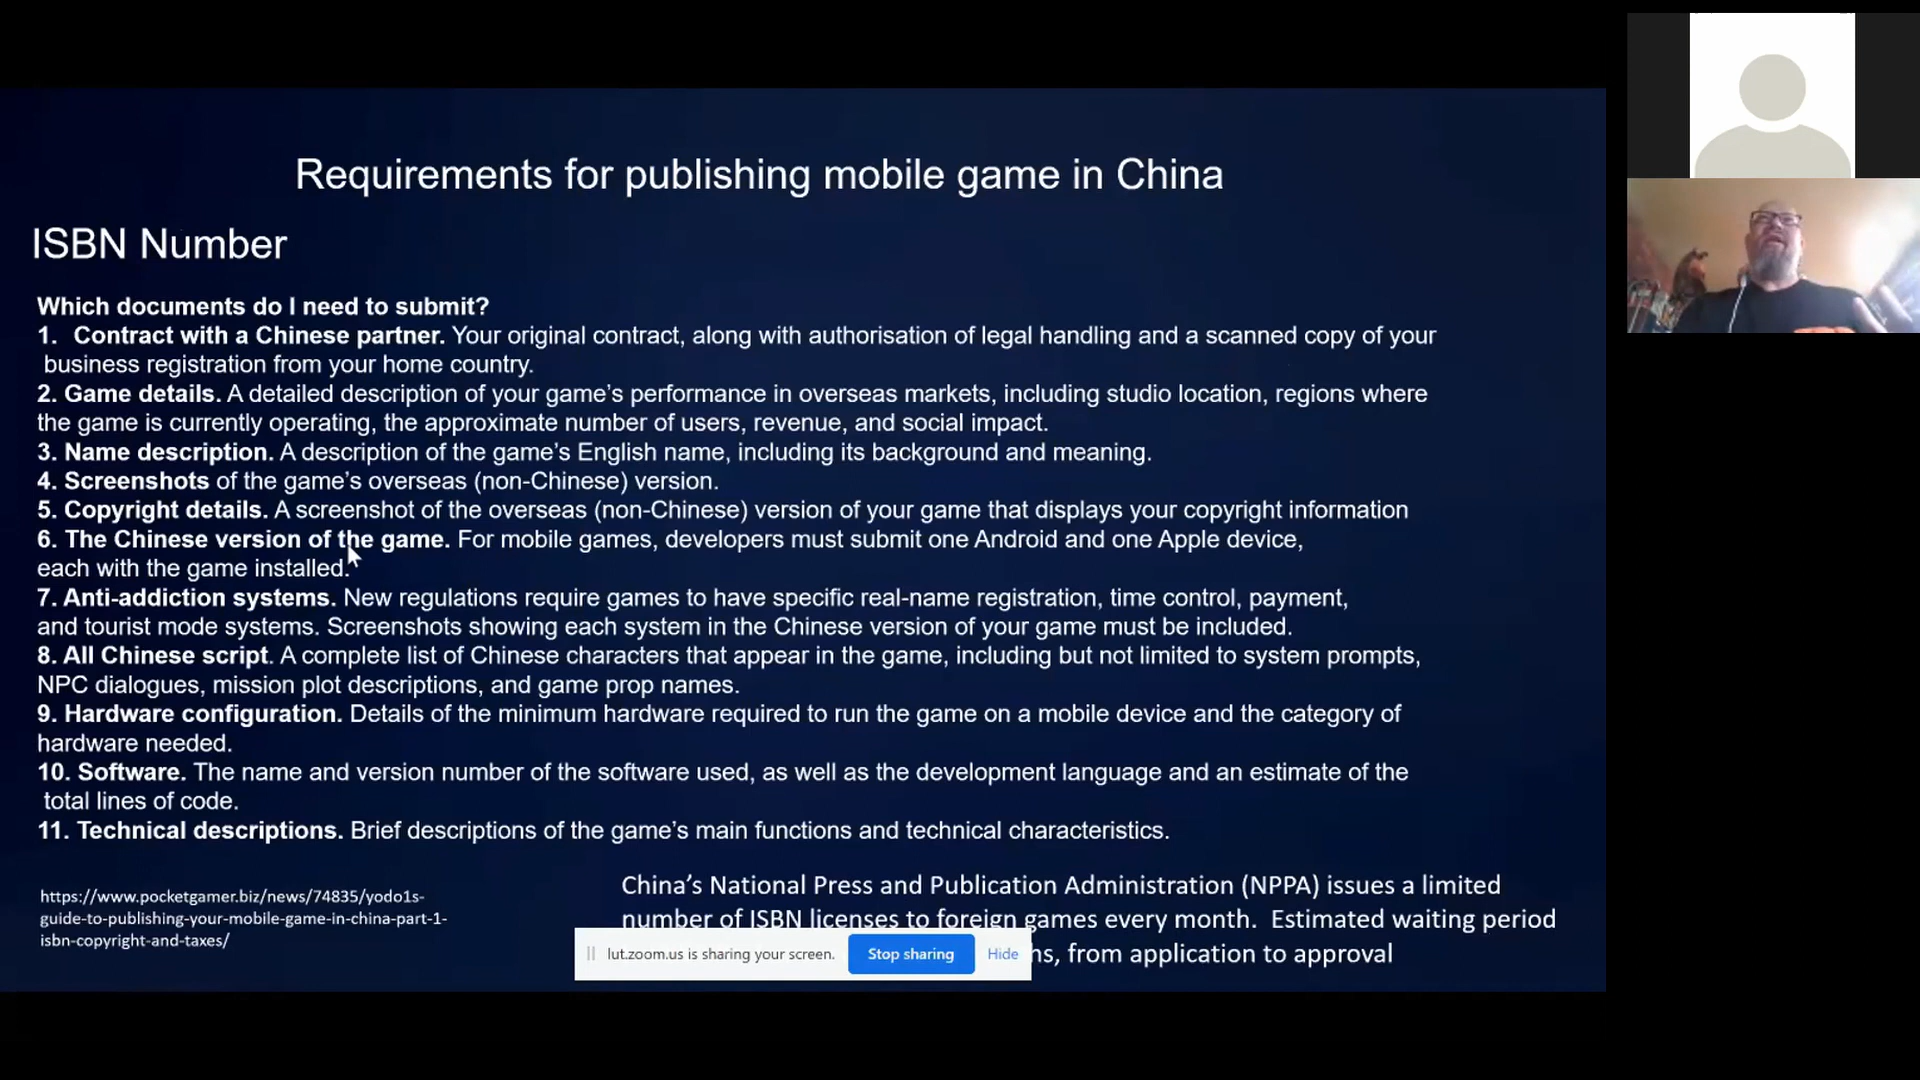 Requirements for publishing mobile game in China
ISBN Number
Which documents do I need to submit?
1. Contract with a Chinese partner. Your original contract, along with authorisation of legal handling and a scanned copy of your
business registration from your home country.
2. Game details. A detailed description of your game’s performance in overseas markets, including studio location, regions where
the game is currently operating, the approximate number of users, revenue, and social impact.
3. Name description. A description of the game’s English name, including its background and meaning.
4. Screenshots of the game’s overseas (non-Chinese) version.
5. Copyright details. A screenshot of the overseas (non-Chinese) version of your game that displays your copyright information
6. The Chinese version of the game. For mobile games, developers must submit one Android and one Apple device,
each with the game installed.
7. Anti-addiction systems. New regulations require games to have specific real-name registration, time control, payment,
and tourist mode systems. Screenshots showing each system in the Chinese version of your game must be included.
8. All Chinese script. A complete list of Chinese characters that appear in the game, including but not limited to system prompts,
NPC dialogues, mission plot descriptions, and game prop names.
9. Hardware configuration. Details of the minimum hardware required to run the game on a mobile device and the category of
hardware needed.
10. Software. The name and version number of the software used, as well as the development language and an estimate of the
total lines of code.
11. Technical descriptions. Brief descriptions of the game’s main functions and technical characteristics.
https://www.pocketgamer.biz/news/74835/yodo1s-
guide-to-publishing-your-mobile-game-in-china-part-1-
isbn-copyright-and-taxes/
China’s National Press and Publication Administration (NPPA) issues a limited
number of ISBN licenses to foreign games every month. Estimated waiting period
from application to approval
lut.zoom.us is sharing your screen.
Stop sharing
Hide